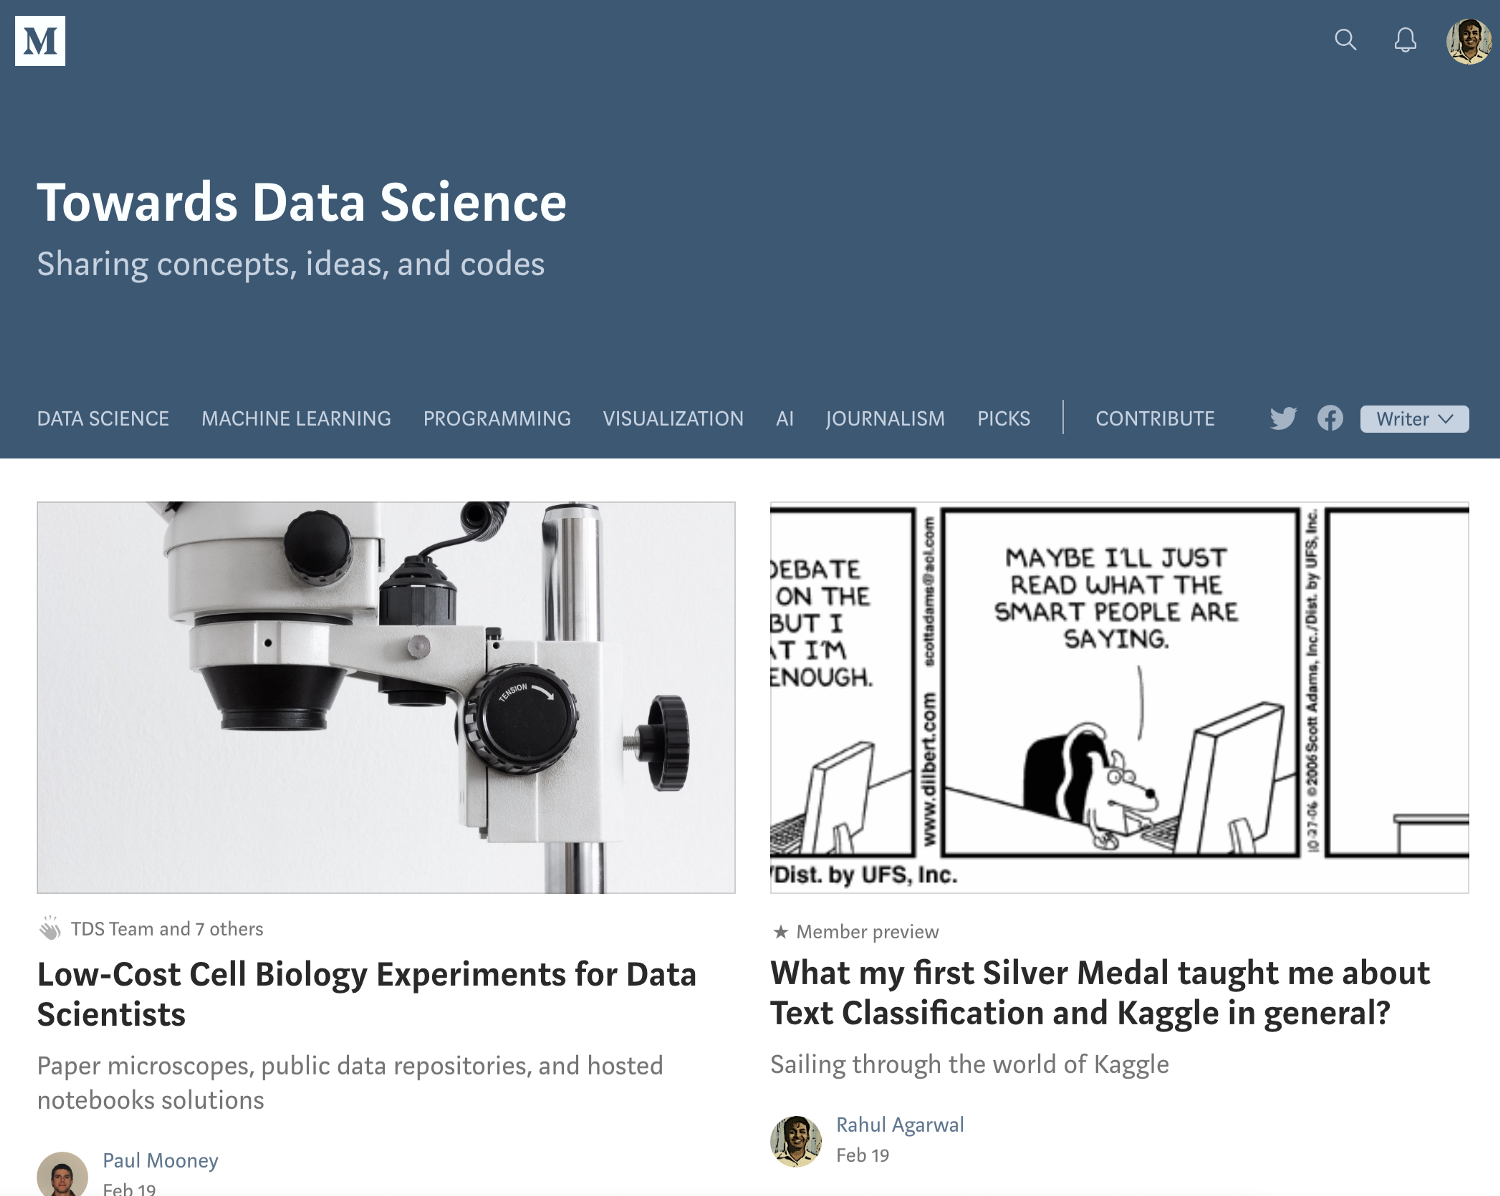 M
Towards Data Science
Sharing concepts, ideas, and codes
DATA SCIENCE MACHINE LEARNING PROGRAMMING VISUALIZATION AI JOURNALISM PICKS CONTRIBUTE Writer
TENSION
DEBATE
ON THE
BUT I
AT I'M
ENOUGH.
www.dilbert.com scottadams@aol.com
MAYBE I'LL JUST
READ WHAT THE
SMART PEOPLE ARE
SAYING.
10-27-06 ©2006 Scott Adams, Inc./Dist. by UFS, Inc.
/Dist. by UFS, Inc.
TDS Team and 7 others
Low-Cost Cell Biology Experiments for Data
Scientists
Paper microscopes, public data repositories, and hosted
notebooks solutions
Paul Mooney
Feb 19
Member preview
What my first Silver Medal taught me about
Text Classification and Kaggle in general?
Sailing through the world of Kaggle
Rahul Agarwal
Feb 19